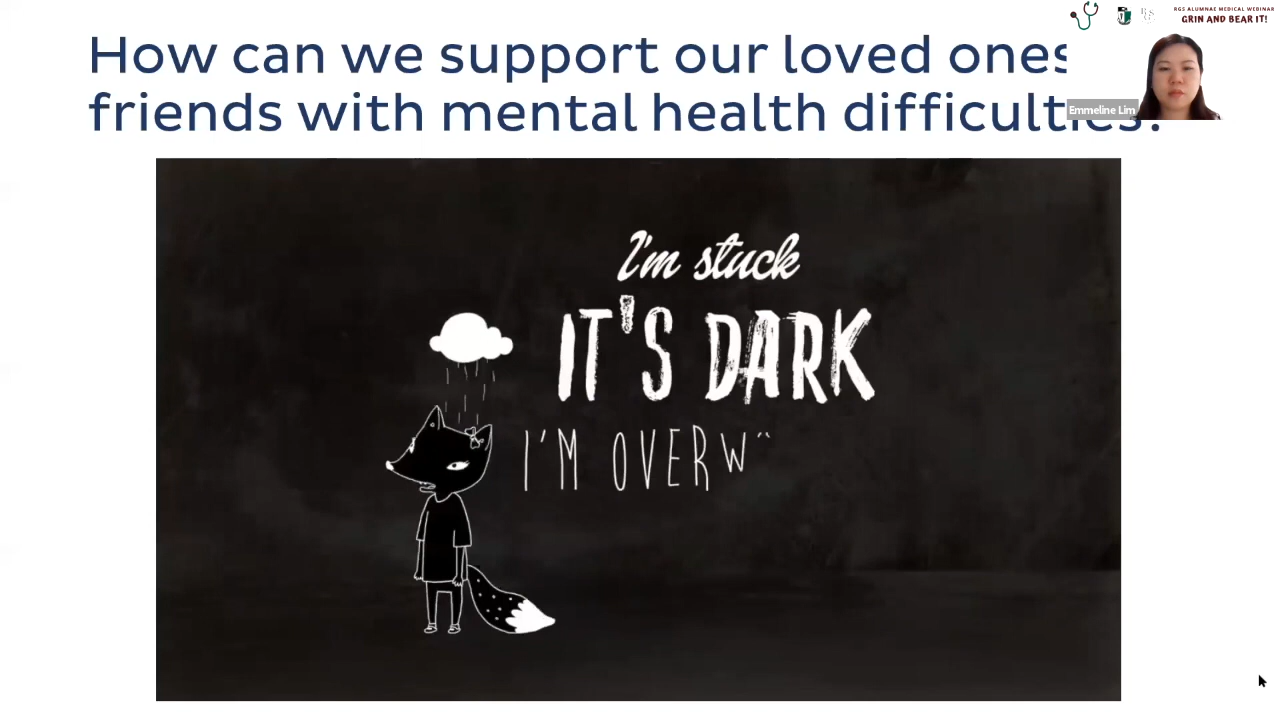 How can we support our loved ones
friends with mental health difficulties?
RGS ALUMNAE MEDICAL WEBINAR
GRIN AND BEAR IT!
Emmeline Lim
I'm stuck
IT'S DARK
I'M OVERW